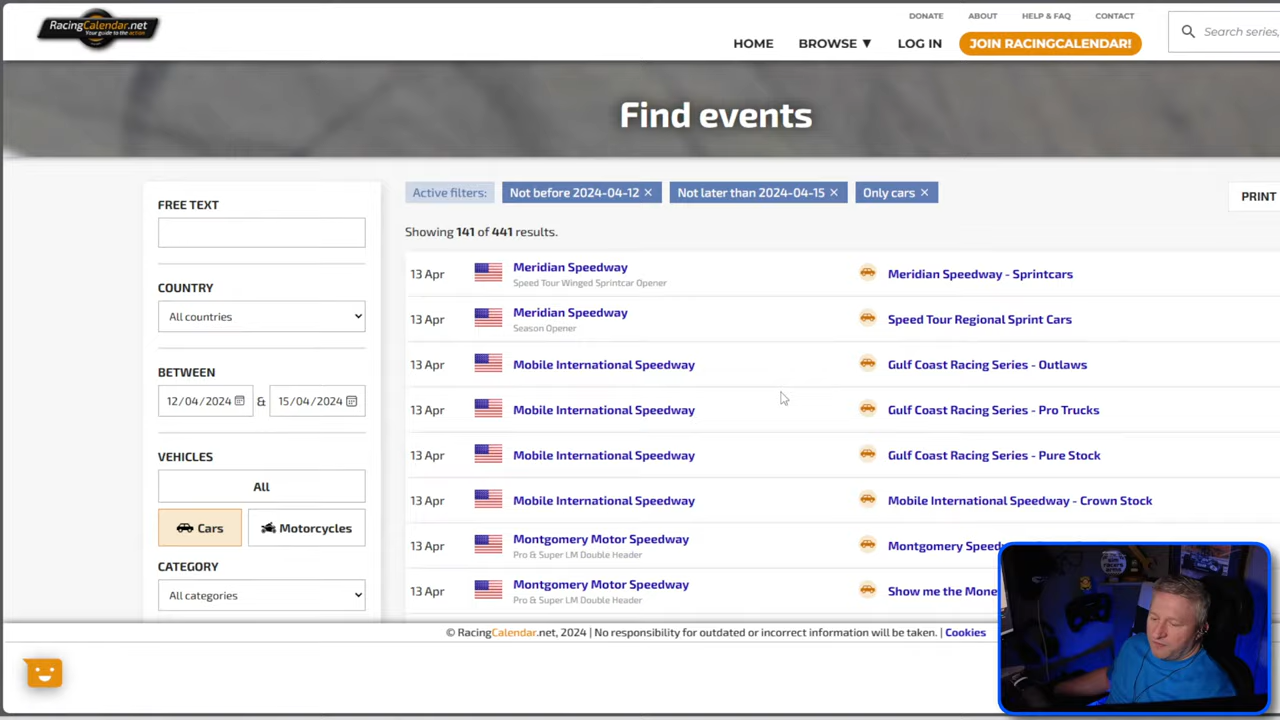 RacingCalendar.net
Your guide to the action
DONATE
ABOUT
HELP & FAQ
CONTACT
HOME
BROWSE ▼
LOG IN
JOIN RACINGCALENDAR!
Search series,
Find events
FREE TEXT
COUNTRY
All countries
BETWEEN
12/04/2024 & 15/04/2024
VEHICLES
All
Cars
Motorcycles
CATEGORY
All categories
Active filters:
Not before 2024-04-12 ×
Not later than 2024-04-15 ×
Only cars ×
PRINT
Showing 141 of 441 results.
13 Apr Meridian Speedway Meridian Speedway - Sprintcars
Speed Tour Winged Sprintcar Opener
13 Apr Meridian Speedway Speed Tour Regional Sprint Cars
Season Opener
13 Apr Mobile International Speedway Gulf Coast Racing Series - Outlaws
13 Apr Mobile International Speedway Gulf Coast Racing Series - Pro Trucks
13 Apr Mobile International Speedway Gulf Coast Racing Series - Pure Stock
13 Apr Mobile International Speedway Mobile International Speedway - Crown Stock
13 Apr Montgomery Motor Speedway Montgomery Speed
Pro & Super LM Double Header
13 Apr Montgomery Motor Speedway Show me the Mone
Pro & Super LM Double Header
© RacingCalendar.net, 2024 | No responsibility for outdated or incorrect information will be taken. | Cookies